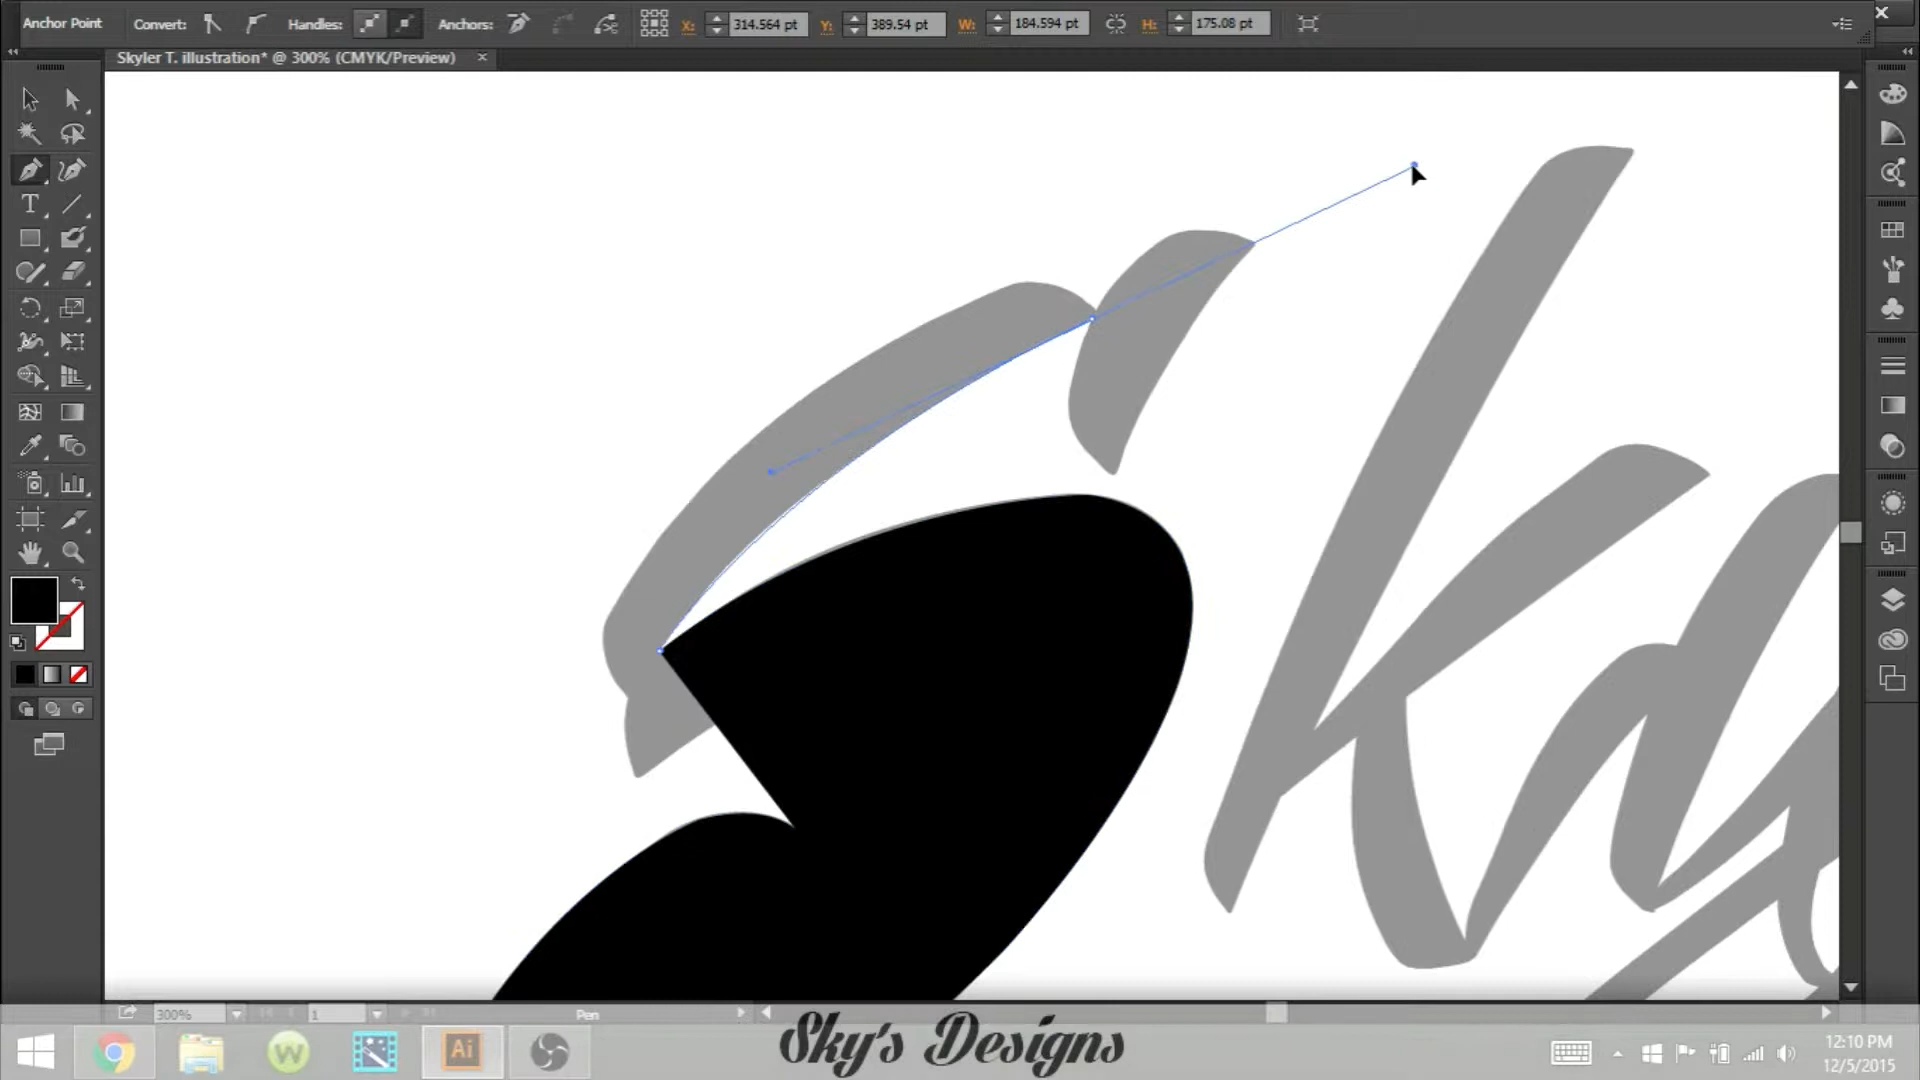 Anchor Point Convert: Handles: Anchors: X: 314.564 pt Y: 389.54 pt W: 184.594 pt H: 175.08 pt
Skyler T. illustration* @ 300% (CMYK/Preview) ×
T
300% 1 Pen
W Ai Sky's Designs 12:10 PM
12/5/2015